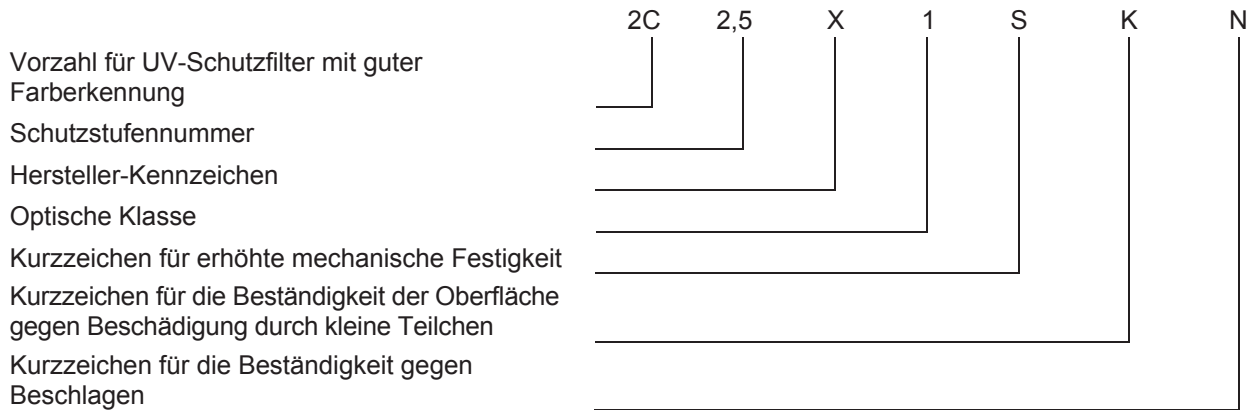 2C 2,5 X 1 S K N
Vorzahl für UV-Schutzfilter mit guter
Farberkennung
Schutzstufennummer
Hersteller-Kennzeichen
Optische Klasse
Kurzzeichen für erhöhte mechanische Festigkeit
Kurzzeichen für die Beständigkeit der Oberfläche
gegen Beschädigung durch kleine Teilchen
Kurzzeichen für die Beständigkeit gegen
Beschlagen